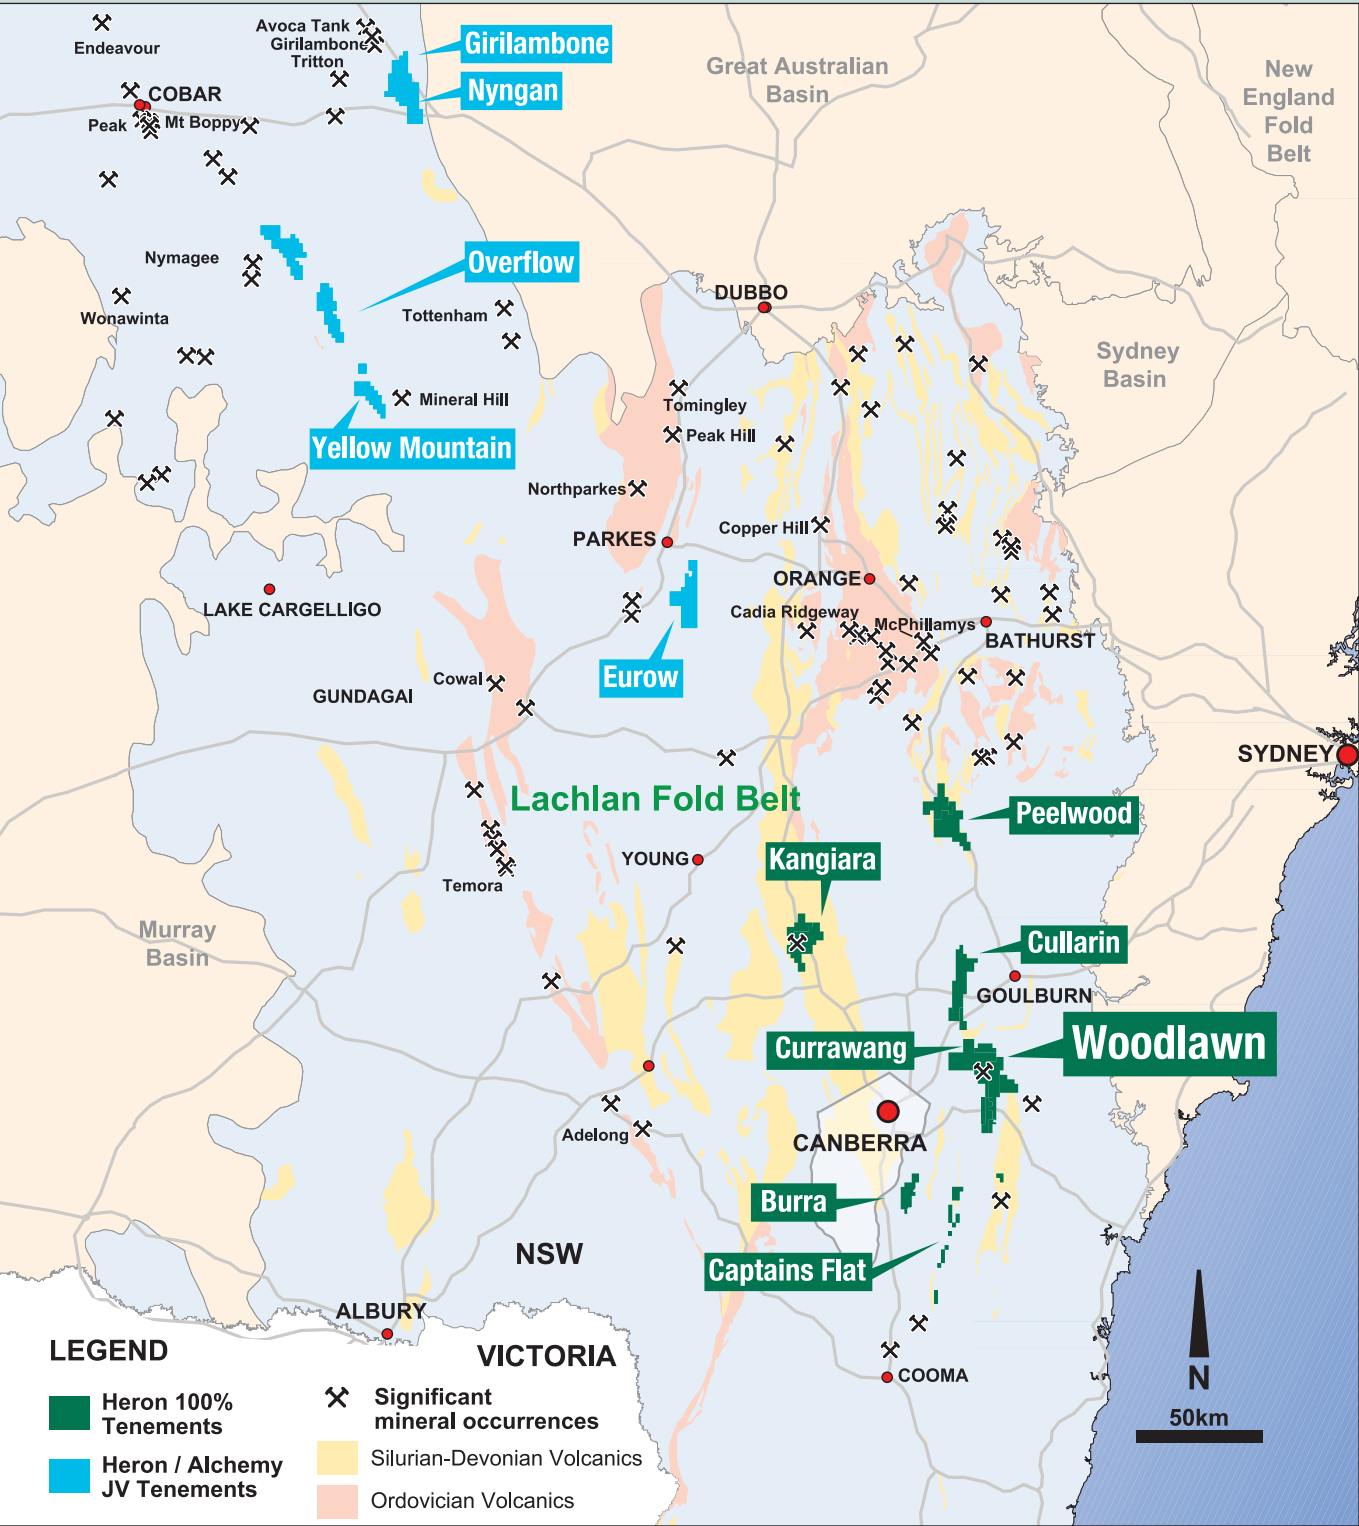 Endeavour
Avoca Tank
Girilambone
Tritton
Girilambone
Nyngan
Great Australian
Basin
New
England
Fold
Belt
COBAR
Peak
Mt Boppy
Nymagee
Overflow
Wonawinta
Tottenham
DUBBO
Sydney
Basin
Mineral Hill
Tomingley
Yellow Mountain
Peak Hill
Northparkes
PARKES
Copper Hill
ORANGE
LAKE CARGELLIGO
Cadia Ridgeway
McPhillamys
BATHURST
Eurow
Cowal
GUNDAGAI
SYDNEY
Lachlan Fold Belt
Peelwood
YOUNG
Kangiara
Temora
Murray
Basin
Cullarin
GOULBURN
Currawang
Woodlawn
Adelong
CANBERRA
Burra
NSW
Captains Flat
ALBURY
VICTORIA
COOMA
N
50km
LEGEND
Heron 100%
Tenements
Heron / Alchemy
JV Tenements
Significant
mineral occurrences
Silurian-Devonian Volcanics
Ordovician Volcanics